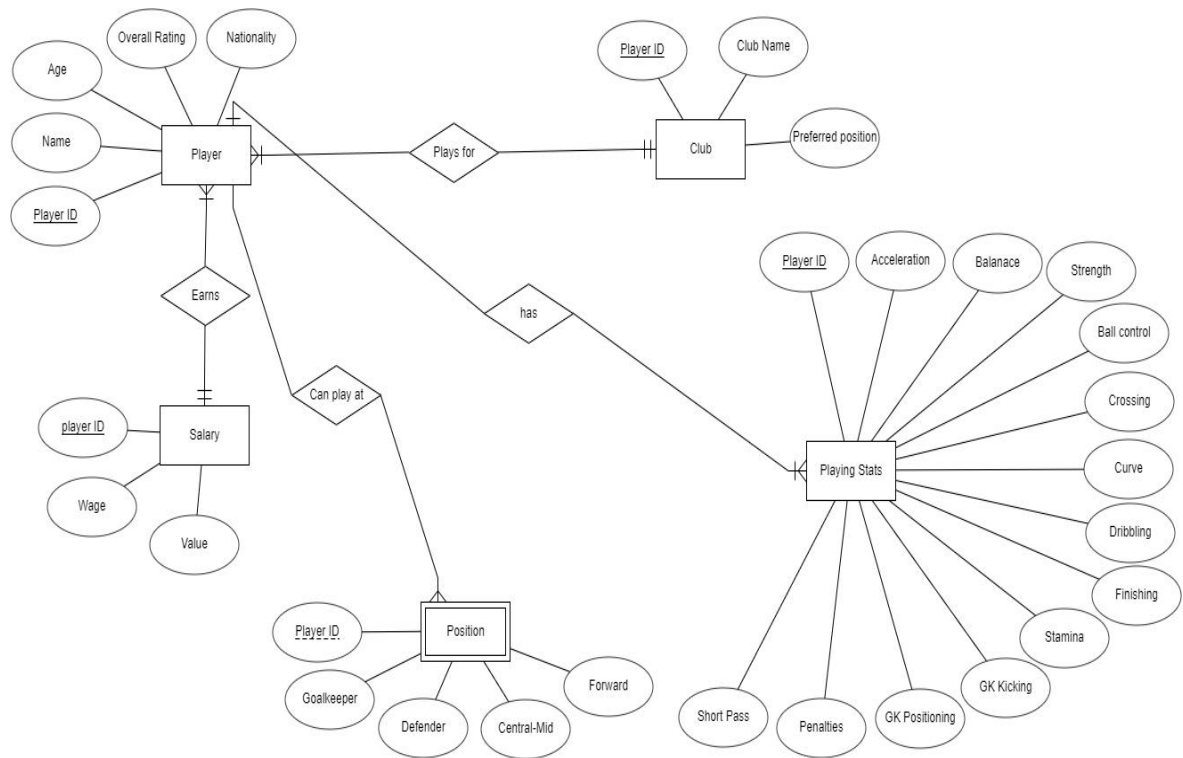 Overall Rating
Nationality
Player ID
Club Name
Age
Name
Player
Plays for
Club
Preferred position
Player ID
Player ID
Acceleration
Balanace
Strength
Earns
has
Ball control
Can play at
Crossing
player ID
Salary
Playing Stats
Curve
Wage
Dribbling
Value
Finishing
Player ID
Position
Stamina
Forward
GK Kicking
Goalkeeper
Defender
Central-Mid
Short Pass
Penalties
GK Positioning